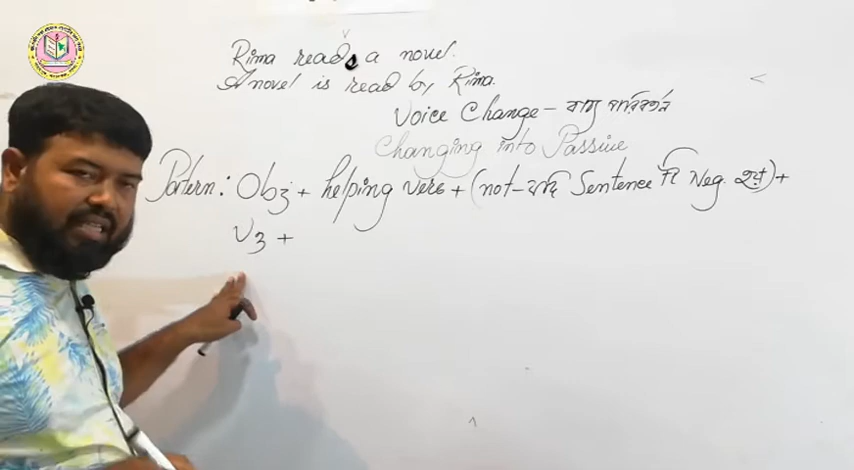 Rima reads a novel.
A novel is read by Rima.
Voice Change – বাচ্য পরিবর্তন
Changing into Passive
Pattern: Obj + helping verb + (not - যদি Sentence টি Neg. হয়) +
V3 +